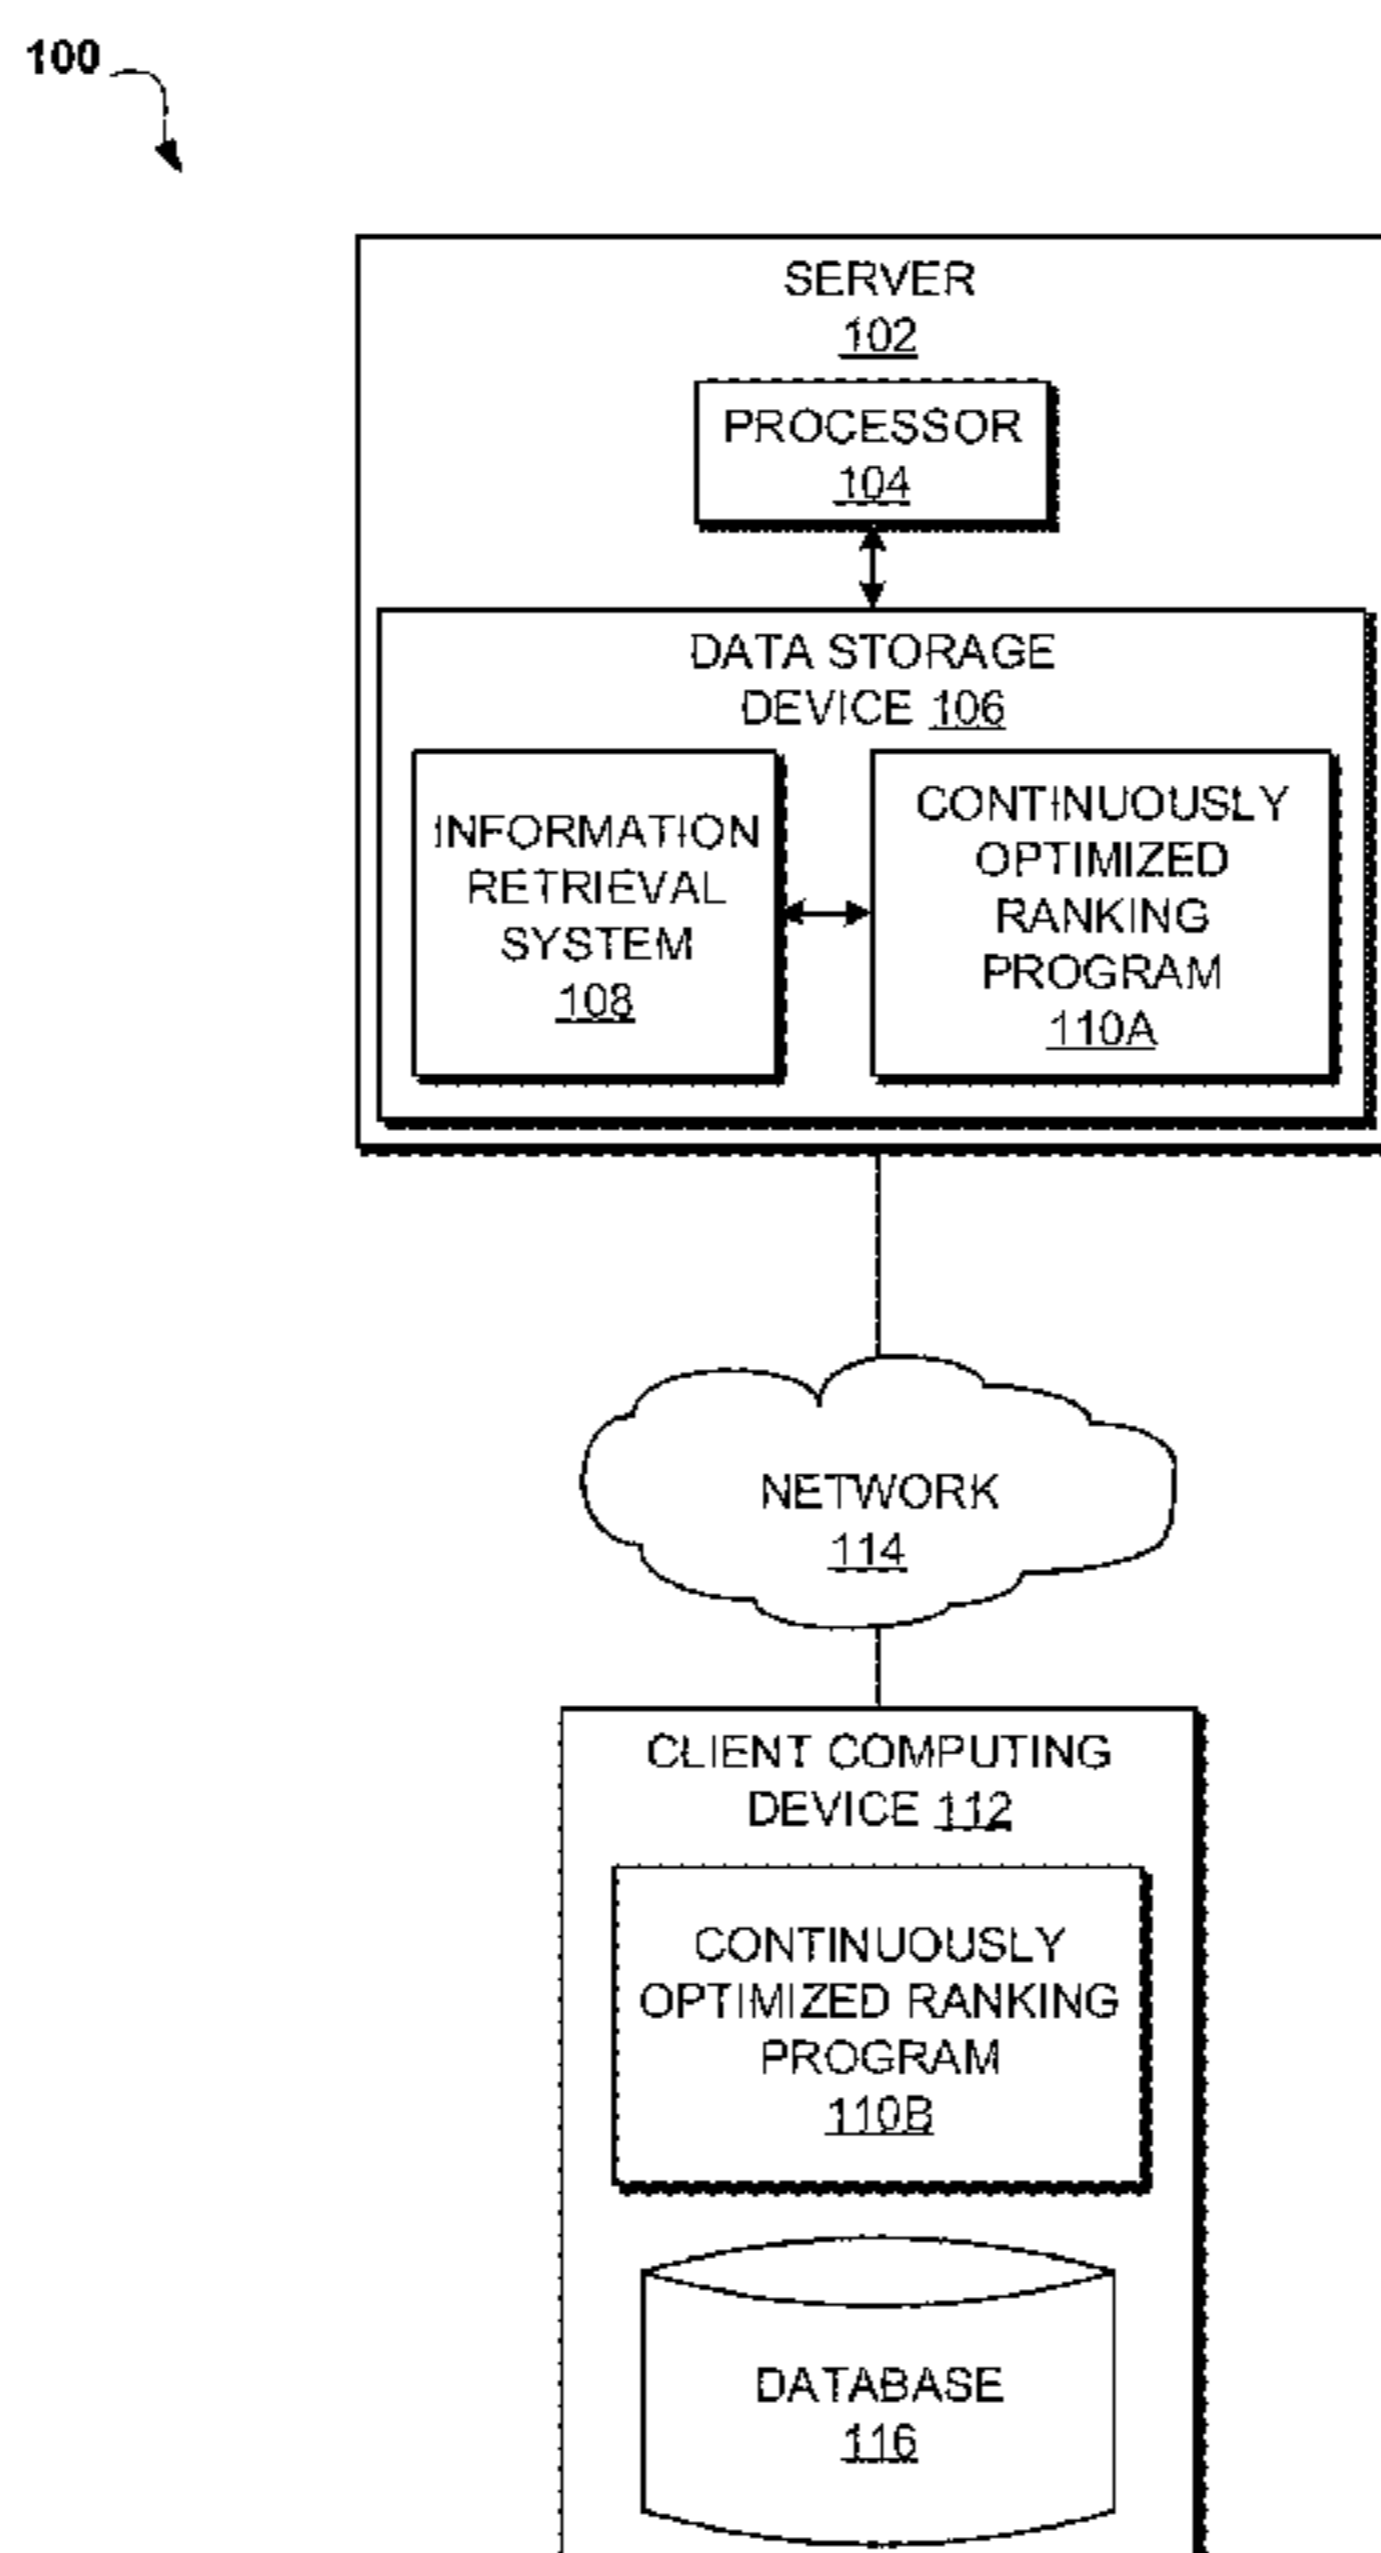 100
SERVER
102
PROCESSOR
104
DATA STORAGE
DEVICE 106
INFORMATION
RETRIEVAL
SYSTEM
108
CONTINUOUSLY
OPTIMIZED
RANKING
PROGRAM
110A
NETWORK
114
CLIENT COMPUTING
DEVICE 112
CONTINUOUSLY
OPTIMIZED RANKING
PROGRAM
110B
DATABASE
116